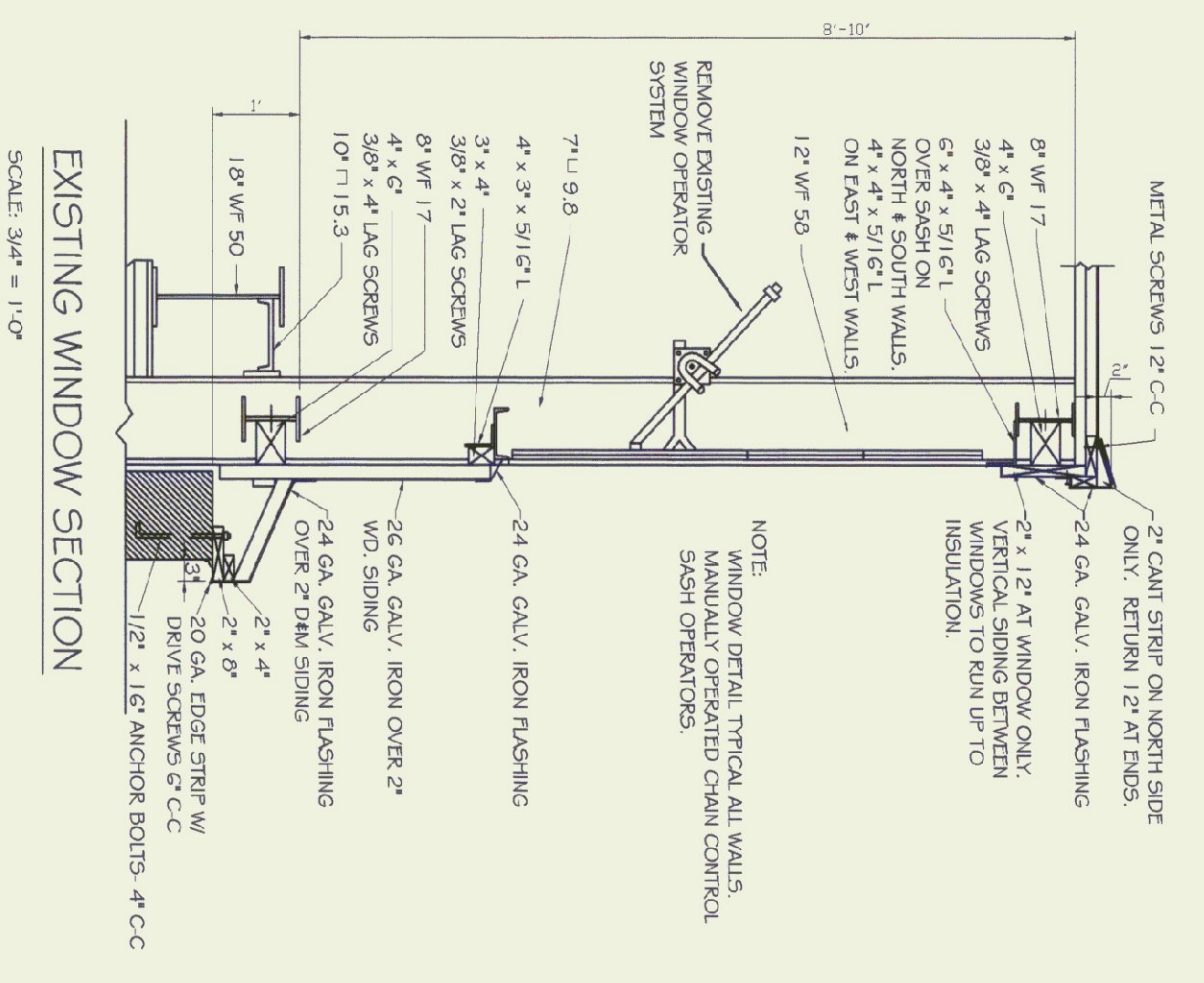 METAL SCREWS 12" C-C
8" WF 17
4" x 6"
3/8" x 4" LAG SCREWS
6" x 4" x 5/16" L
OVER SASH ON
NORTH & SOUTH WALLS.
4" x 4" x 5/16" L
ON EAST & WEST WALLS.
12" WF 58
REMOVE EXISTING
WINDOW OPERATOR
SYSTEM
7" ⊔ 9.8
4" x 3" x 5/16" L
3" x 4"
3/8" x 2" LAG SCREWS
8" WF 17
4" x 6"
3/8" x 4" LAG SCREWS
10" ⊓ 15.3
18" WF 50
8'-10"
1'
2"
3"
2" CANT STRIP ON NORTH SIDE
ONLY. RETURN 12" AT ENDS.
24 GA. GALV. IRON FLASHING
2" x 12" AT WINDOW ONLY.
VERTICAL SIDING BETWEEN
WINDOWS TO RUN UP TO
INSULATION.
NOTE:
WINDOW DETAIL TYPICAL ALL WALLS.
MANUALLY OPERATED CHAIN CONTROL
SASH OPERATORS.
24 GA. GALV. IRON FLASHING
26 GA. GALV. IRON OVER 2"
WD. SIDING
24 GA. GALV. IRON FLASHING
OVER 2" D&M SIDING
2" x 4"
2" x 8"
20 GA. EDGE STRIP W/
DRIVE SCREWS 6" C-C
1/2" x 16" ANCHOR BOLTS- 4" C-C
EXISTING WINDOW SECTION
SCALE: 3/4" = 1'-0"